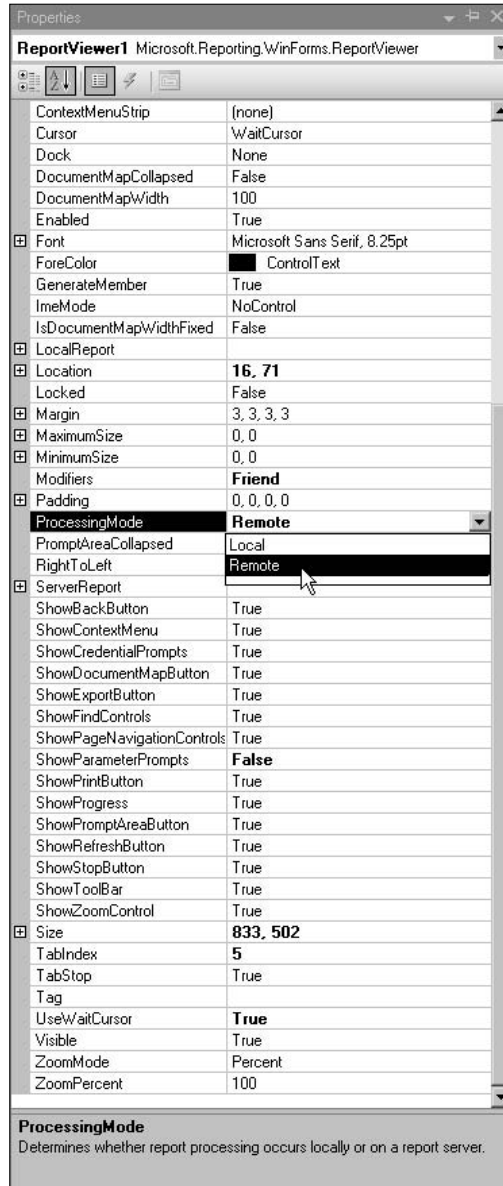 Properties
ReportViewer1 Microsoft.Reporting.WinForms.ReportViewer
ContextMenuStrip (none)
Cursor WaitCursor
Dock None
DocumentMapCollapsed False
DocumentMapWidth 100
Enabled True
Font Microsoft Sans Serif, 8.25pt
ForeColor ControlText
GenerateMember True
ImeMode NoControl
IsDocumentMapWidthFixed False
LocalReport
Location 16, 71
Locked False
Margin 3, 3, 3, 3
MaximumSize 0, 0
MinimumSize 0, 0
Modifiers Friend
Padding 0, 0, 0, 0
ProcessingMode Remote
PromptAreaCollapsed Local
RightToLeft Remote
ServerReport
ShowBackButton True
ShowContextMenu True
ShowCredentialPrompts True
ShowDocumentMapButton True
ShowExportButton True
ShowFindControls True
ShowPageNavigationControls True
ShowParameterPrompts False
ShowPrintButton True
ShowProgress True
ShowPromptAreaButton True
ShowRefreshButton True
ShowStopButton True
ShowToolBar True
ShowZoomControl True
Size 833, 502
TabIndex 5
TabStop True
Tag
UseWaitCursor True
Visible True
ZoomMode Percent
ZoomPercent 100
ProcessingMode
Determines whether report processing occurs locally or on a report server.